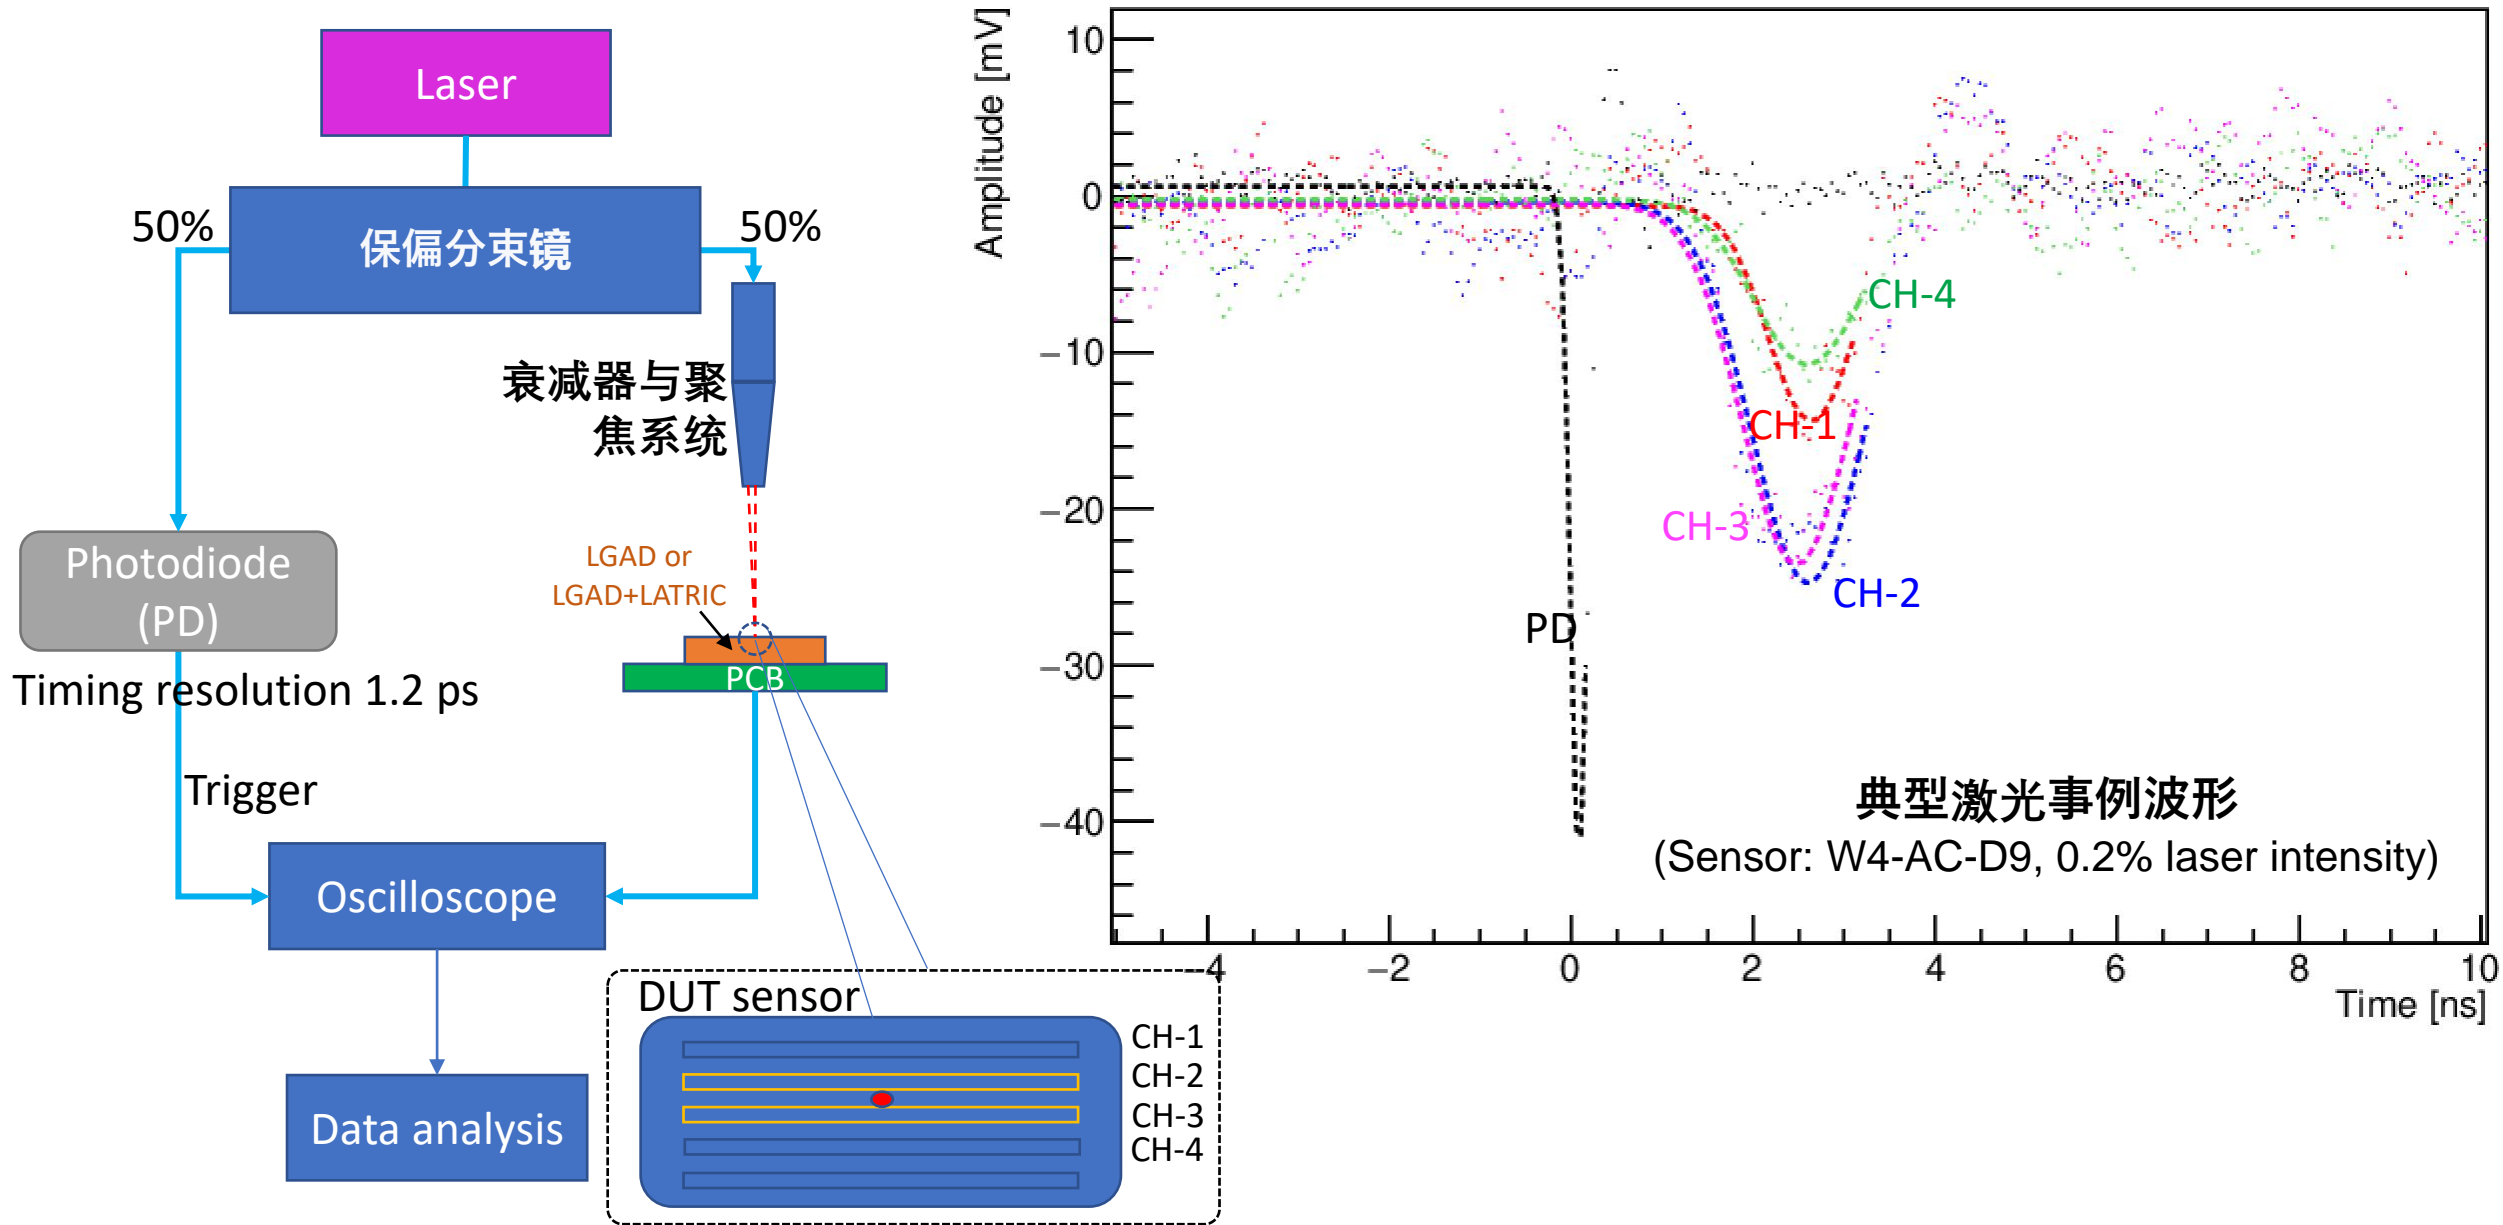 Laser
50%
50%
保偏分束镜
衰减器与聚
焦系统
Photodiode
(PD)
Timing resolution 1.2 ps
LGAD or
LGAD+LATRIC
PCB
Trigger
Oscilloscope
Data analysis
DUT sensor
CH-1
CH-2
CH-3
CH-4
Amplitude [mV]
10
0
−10
−20
−30
−40
CH-4
CH-1
CH-3
CH-2
PD
典型激光事例波形
(Sensor: W4-AC-D9, 0.2% laser intensity)
−4 −2 0 2 4 6 8 10
Time [ns]